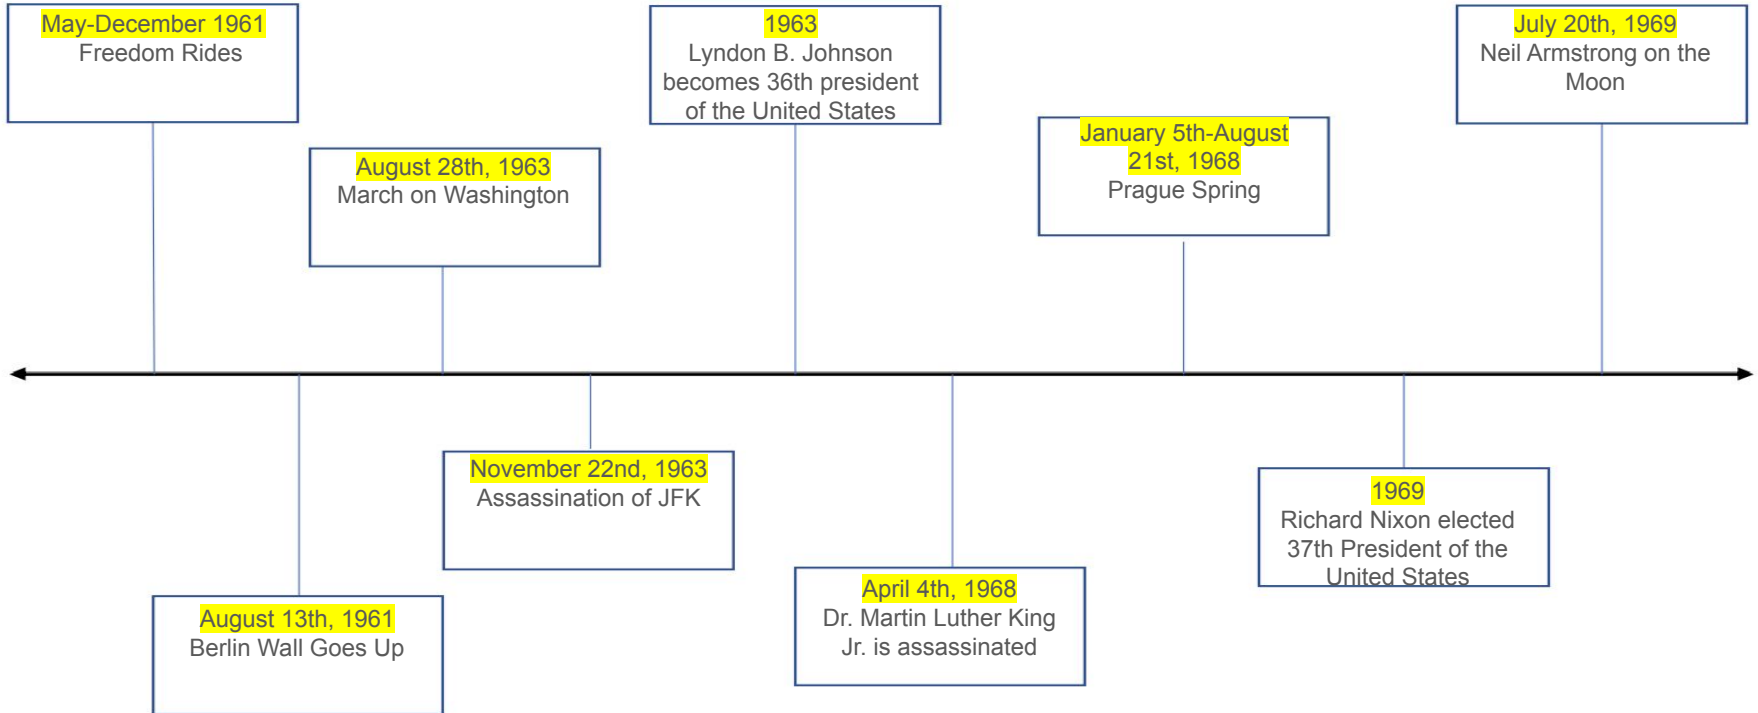 May-December 1961
Freedom Rides
August 28th, 1963
March on Washington
1963
Lyndon B. Johnson
becomes 36th president
of the United States
January 5th-August
21st, 1968
Prague Spring
July 20th, 1969
Neil Armstrong on the
Moon
August 13th, 1961
Berlin Wall Goes Up
November 22nd, 1963
Assassination of JFK
April 4th, 1968
Dr. Martin Luther King
Jr. is assassinated
1969
Richard Nixon elected
37th President of the
United States